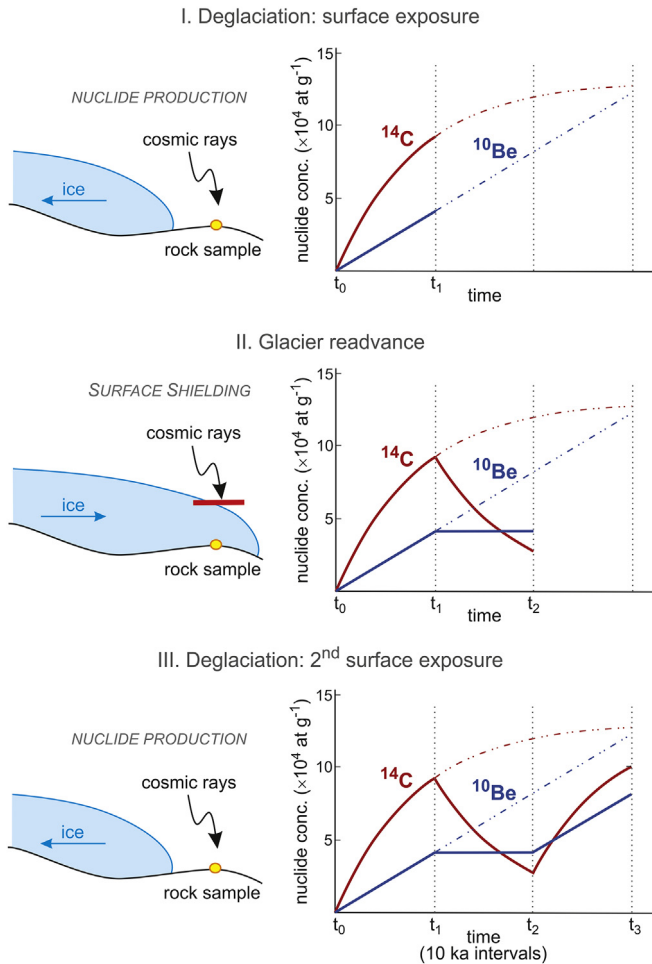 I. Deglaciation: surface exposure
NUCLIDE PRODUCTION
cosmic rays
ice
rock sample
nuclide conc. (×10⁴ at g⁻¹)
15
10
5
¹⁴C
¹⁰Be
t₀
t₁
time
II. Glacier readvance
SURFACE SHIELDING
cosmic rays
ice
rock sample
nuclide conc. (×10⁴ at g⁻¹)
15
10
5
¹⁴C
¹⁰Be
t₀
t₁
t₂
time
III. Deglaciation: 2ⁿᵈ surface exposure
NUCLIDE PRODUCTION
cosmic rays
ice
rock sample
nuclide conc. (×10⁴ at g⁻¹)
15
10
5
¹⁴C
¹⁰Be
t₀
t₁
t₂
t₃
time
(10 ka intervals)